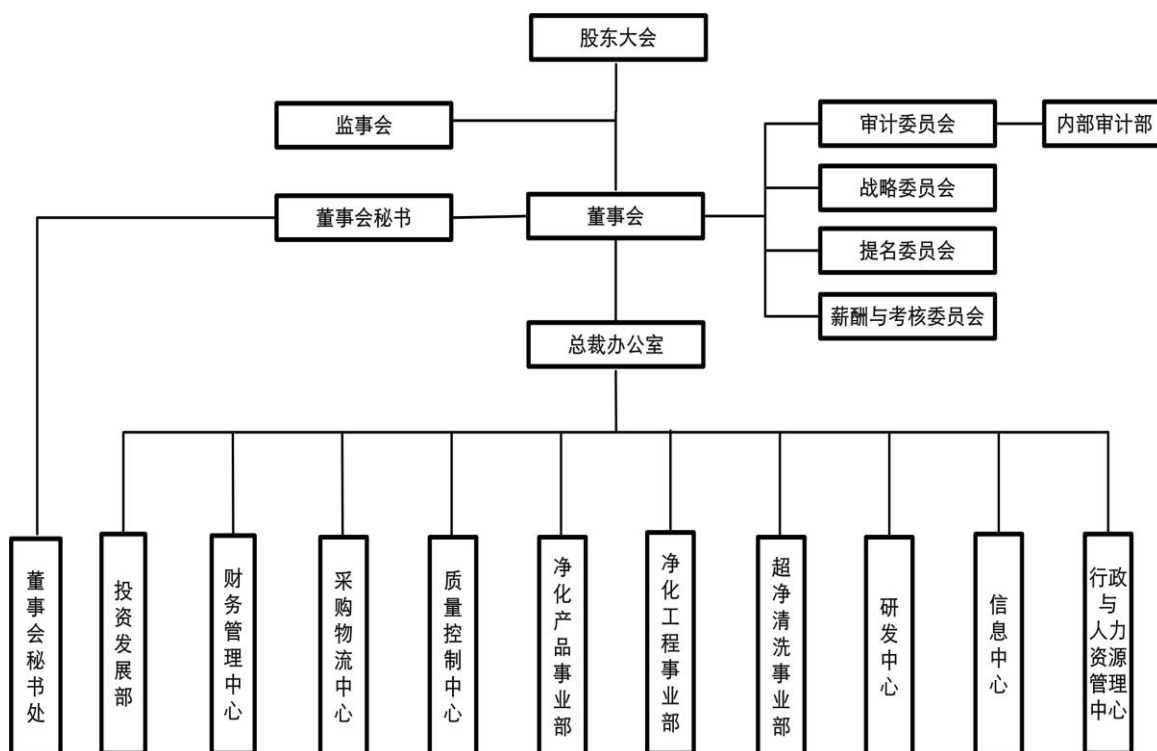 股东大会
监事会
审计委员会
内部审计部
战略委员会
董事会秘书
董事会
提名委员会
薪酬与考核委员会
总裁办公室
董事会秘书处
投资发展部
财务管理中心
采购物流中心
质量控制中心
净化产品事业部
净化工程事业部
超净清洗事业部
研发中心
信息中心
行政与人力资源管理中心